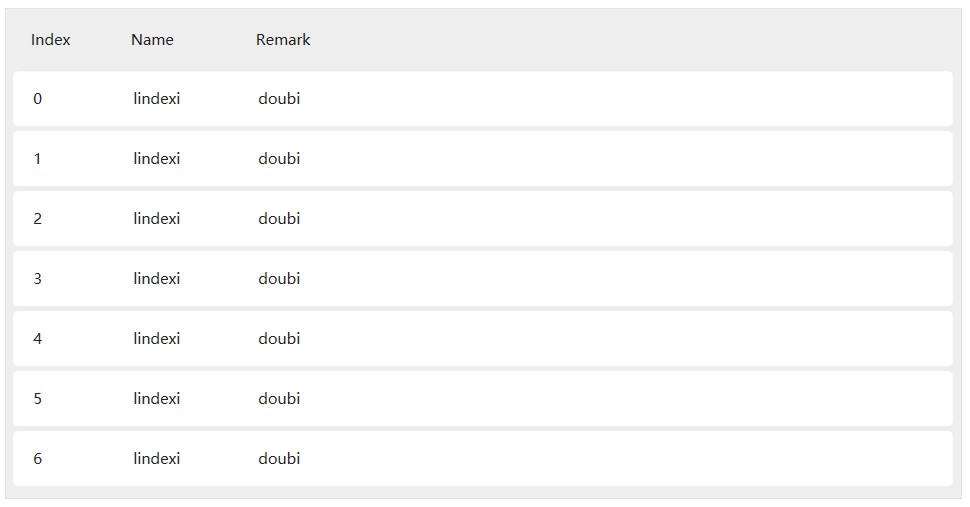 Index Name Remark
0 lindexi doubi
1 lindexi doubi
2 lindexi doubi
3 lindexi doubi
4 lindexi doubi
5 lindexi doubi
6 lindexi doubi